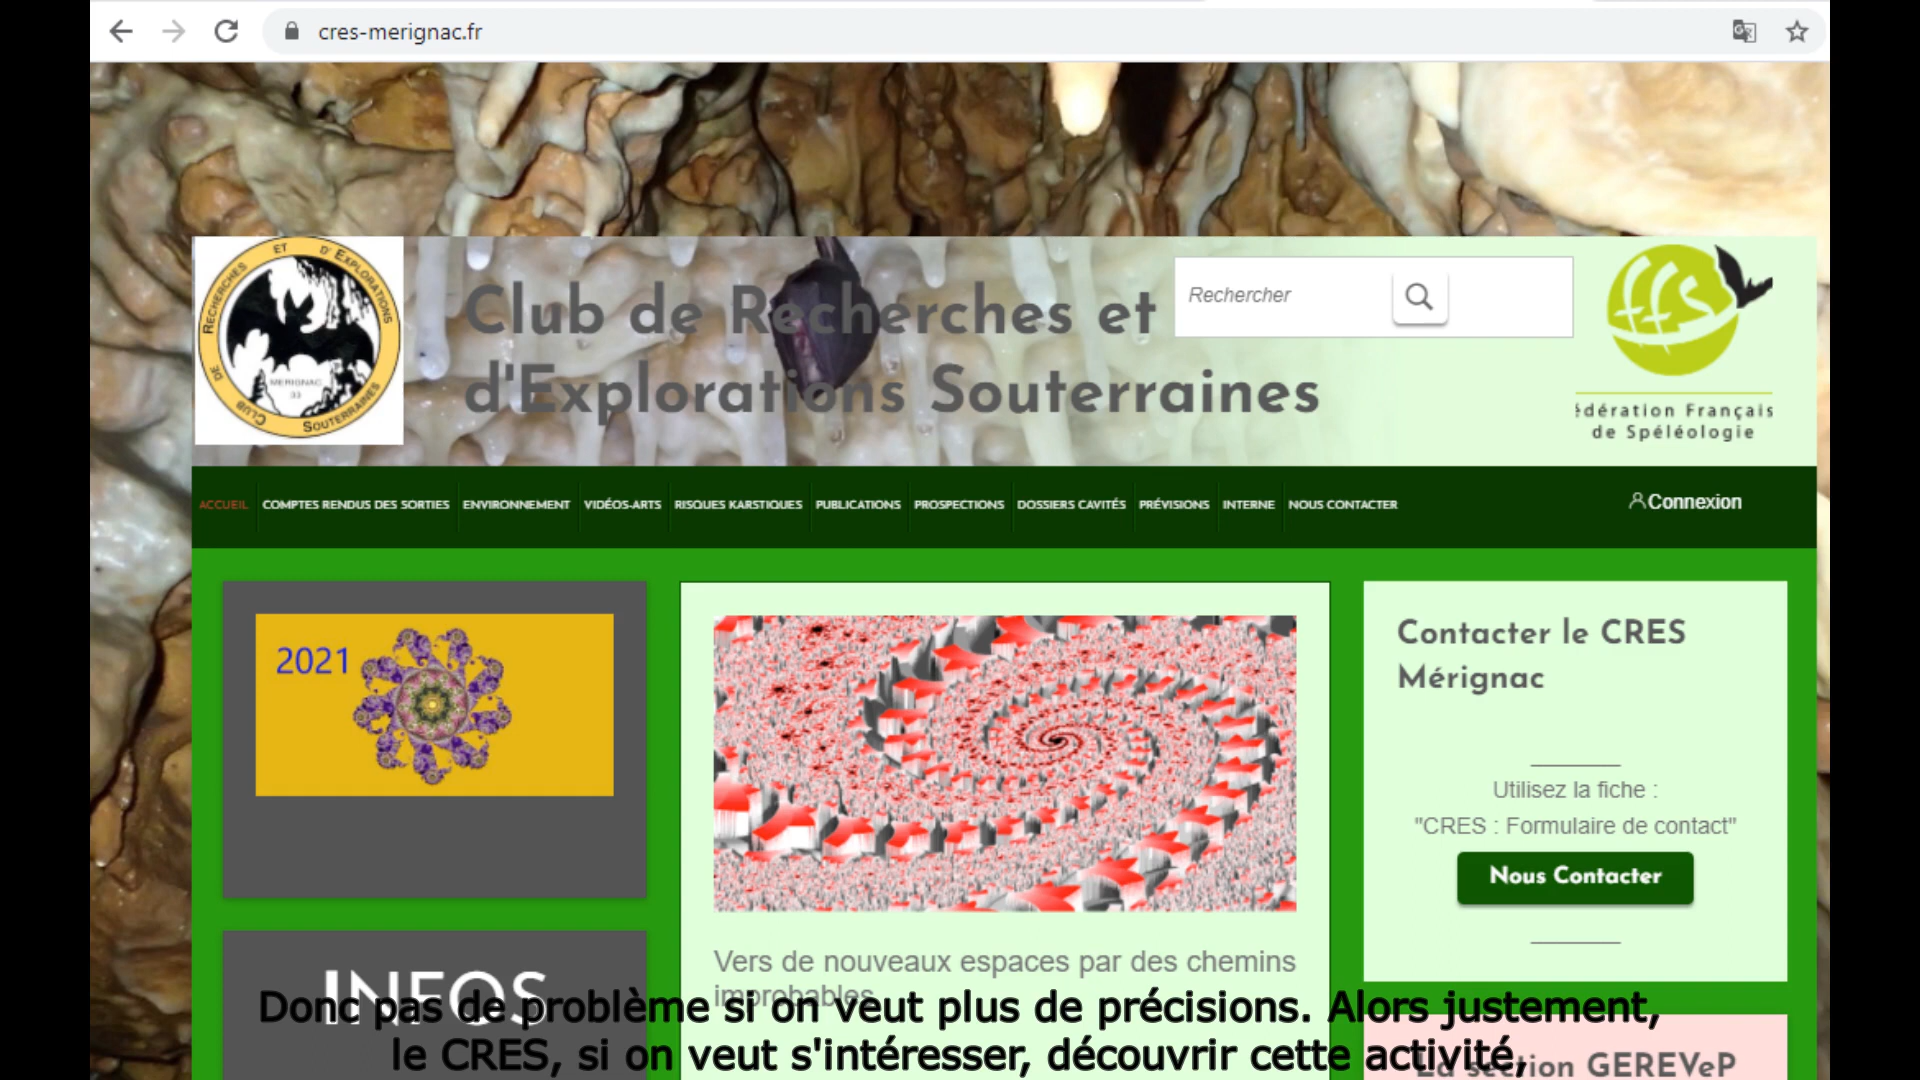 cres-merignac.fr
CLUB DE RECHERCHES ET D'EXPLORATIONS SOUTERRAINES
MERIGNAC
33
Club de Recherches et
d'Explorations Souterraines
Rechercher
ffs
édération Français
de Spéléologie
ACCUEIL COMPTES RENDUS DES SORTIES ENVIRONNEMENT VIDÉOS-ARTS RISQUES KARSTIQUES PUBLICATIONS PROSPECTIONS DOSSIERS CAVITÉS PRÉVISIONS INTERNE NOUS CONTACTER
Connexion
2021
INFOS
Vers de nouveaux espaces par des chemins
improbables
Contacter le CRES
Mérignac
Utilisez la fiche :
"CRES : Formulaire de contact"
Nous Contacter
La section GEREVeP
Donc pas de problème si on veut plus de précisions. Alors justement,
le CRES, si on veut s'intéresser, découvrir cette activité,